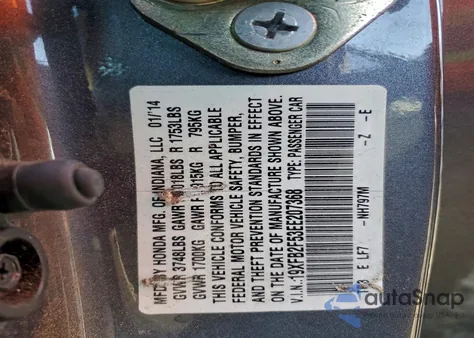 MFD. BY HONDA MFG. OF INDIANA, LLC 01/14
GVWR 3748LBS GAWR F 2018LBS R 1753LBS
GVWR 1700KG GAWR F 915KG R 795KG
THIS VEHICLE CONFORMS TO ALL APPLICABLE
FEDERAL MOTOR VEHICLE SAFETY, BUMPER,
AND THEFT PREVENTION STANDARDS IN EFFECT
ON THE DATE OF MANUFACTURE SHOWN ABOVE.
V.I.N.: 19XFB2F53EE207368 TYPE: PASSENGER CAR
E LF7 -NH797M -Z -E
autoSnap